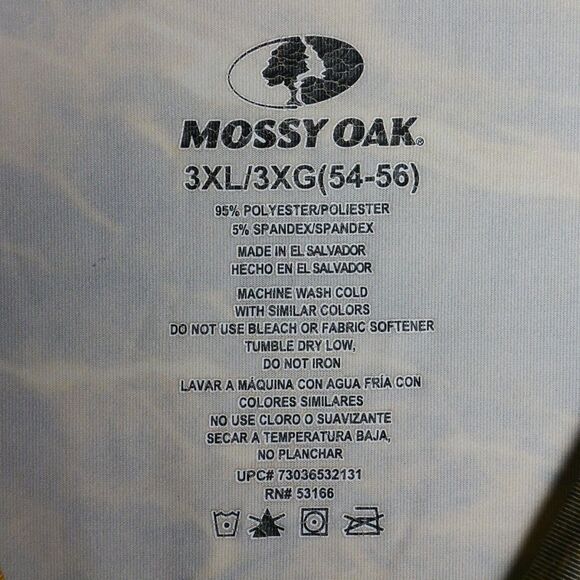 MOSSY OAK®
3XL/3XG(54-56)
95% POLYESTER/POLIESTER
5% SPANDEX/SPANDEX
MADE IN EL SALVADOR
HECHO EN EL SALVADOR
MACHINE WASH COLD
WITH SIMILAR COLORS
DO NOT USE BLEACH OR FABRIC SOFTENER
TUMBLE DRY LOW,
DO NOT IRON
LAVAR A MÁQUINA CON AGUA FRÍA CON
COLORES SIMILARES
NO USE CLORO O SUAVIZANTE
SECAR A TEMPERATURA BAJA,
NO PLANCHAR
UPC# 73036532131
RN# 53166